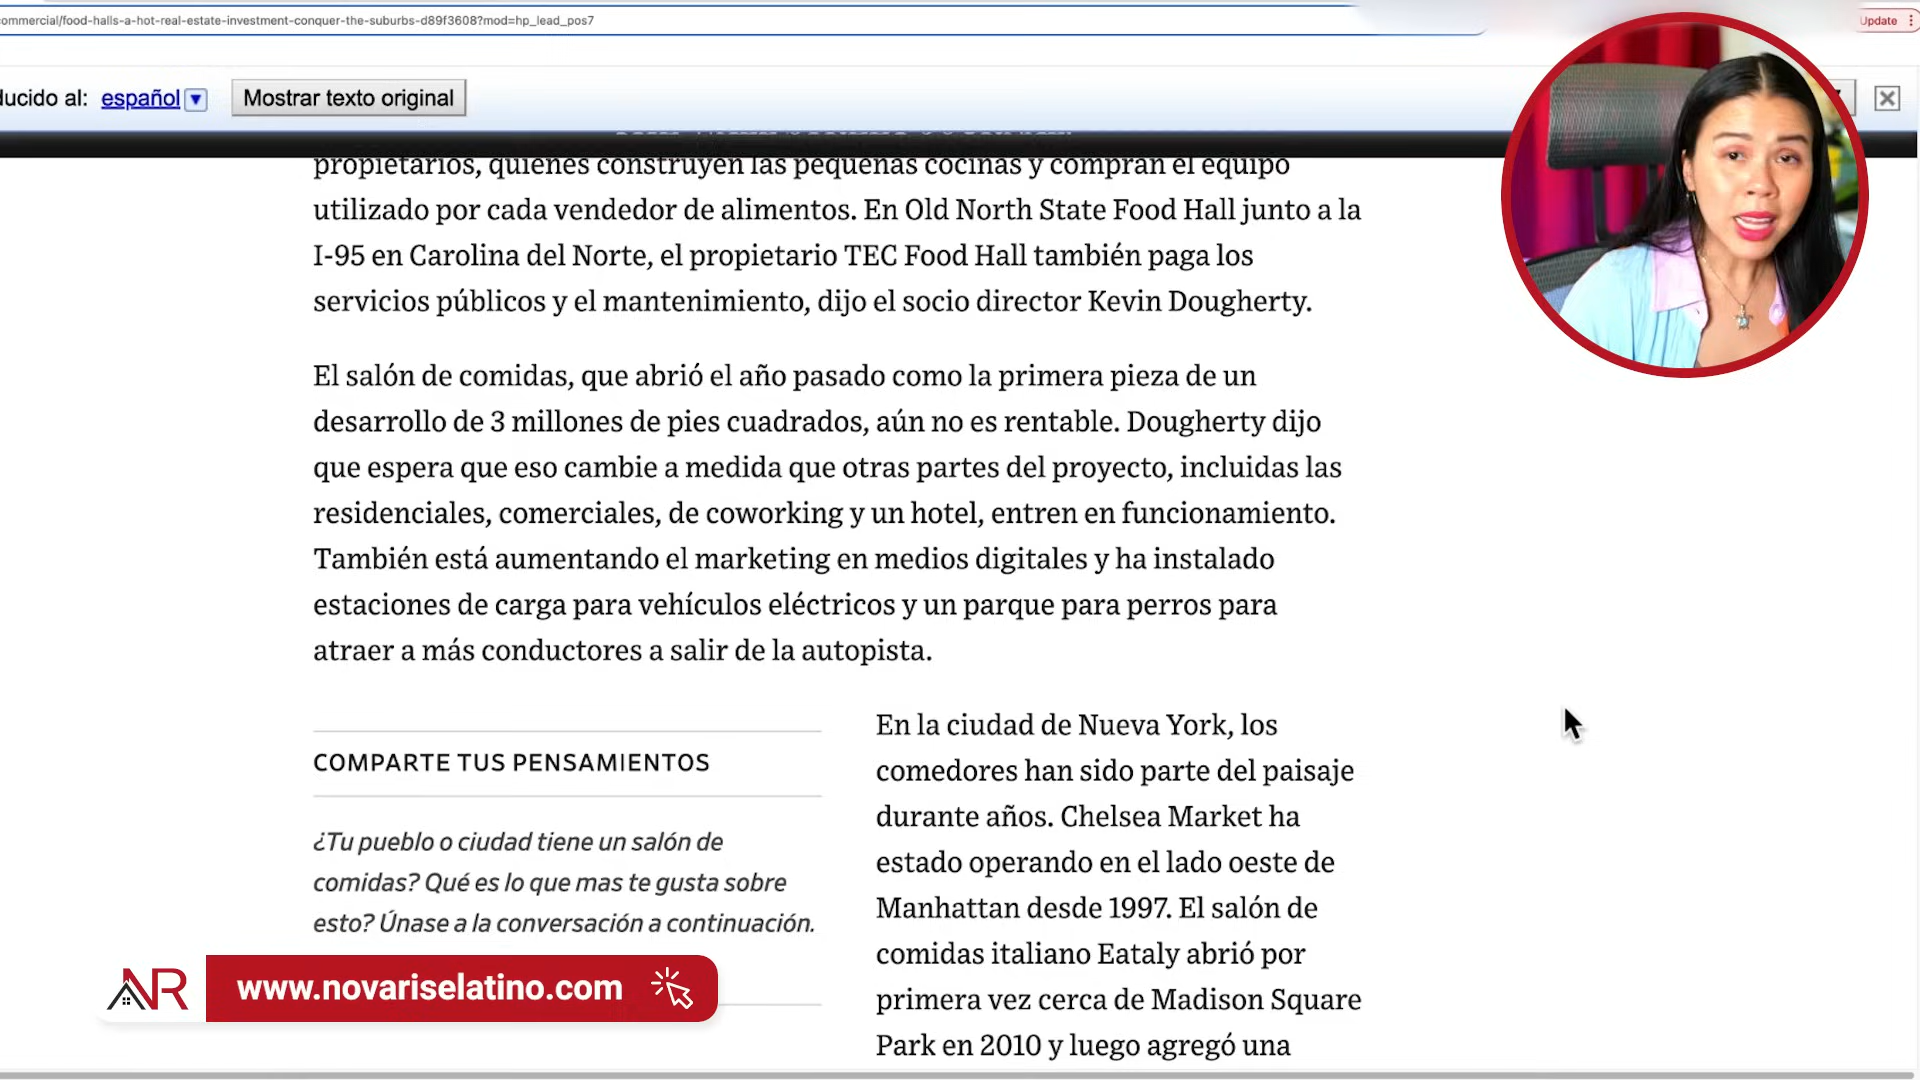 ommercial/food-halls-a-hot-real-estate-investment-conquer-the-suburbs-d89f3608?mod=hp_lead_pos7
Update
ducido al: español
Mostrar texto original
propietarios, quienes construyen las pequeñas cocinas y compran el equipo
utilizado por cada vendedor de alimentos. En Old North State Food Hall junto a la
I-95 en Carolina del Norte, el propietario TEC Food Hall también paga los
servicios públicos y el mantenimiento, dijo el socio director Kevin Dougherty.
El salón de comidas, que abrió el año pasado como la primera pieza de un
desarrollo de 3 millones de pies cuadrados, aún no es rentable. Dougherty dijo
que espera que eso cambie a medida que otras partes del proyecto, incluidas las
residenciales, comerciales, de coworking y un hotel, entren en funcionamiento.
También está aumentando el marketing en medios digitales y ha instalado
estaciones de carga para vehículos eléctricos y un parque para perros para
atraer a más conductores a salir de la autopista.
COMPARTE TUS PENSAMIENTOS
¿Tu pueblo o ciudad tiene un salón de
comidas? Qué es lo que mas te gusta sobre
esto? Únase a la conversación a continuación.
En la ciudad de Nueva York, los
comedores han sido parte del paisaje
durante años. Chelsea Market ha
estado operando en el lado oeste de
Manhattan desde 1997. El salón de
comidas italiano Eataly abrió por
primera vez cerca de Madison Square
Park en 2010 y luego agregó una
NR
www.novariselatino.com